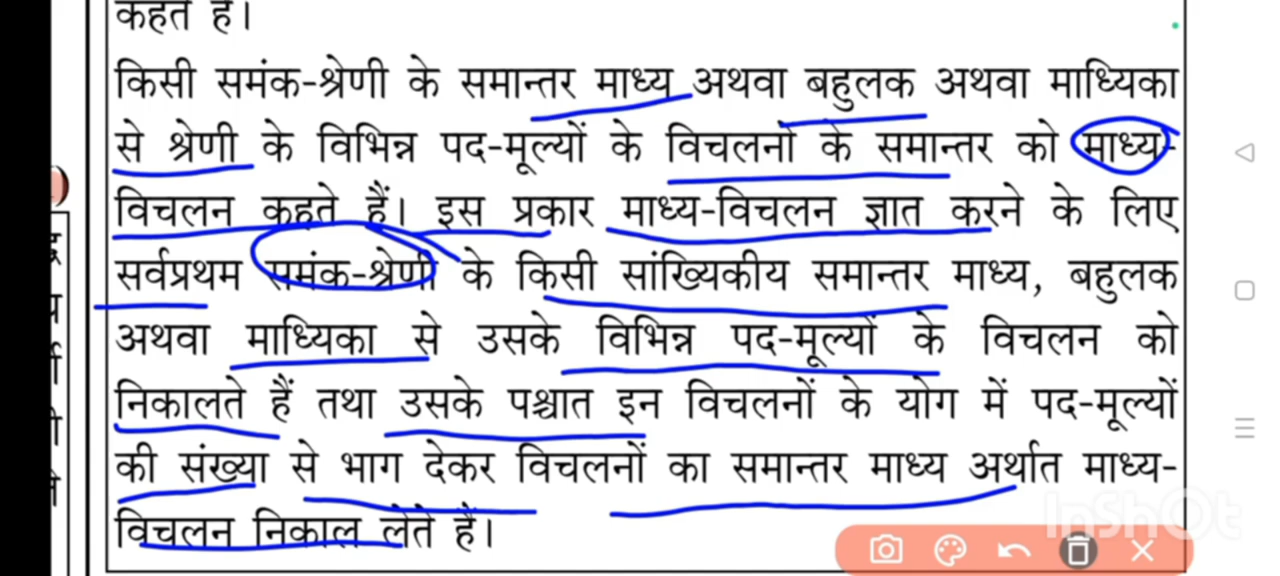 कहते हैं।
किसी समंक-श्रेणी के समान्तर माध्य अथवा बहुलक अथवा माध्यिका
से श्रेणी के विभिन्न पद-मूल्यों के विचलनों के समान्तर को माध्य-
विचलन कहते हैं। इस प्रकार माध्य-विचलन ज्ञात करने के लिए
सर्वप्रथम समंक-श्रेणी के किसी सांख्यिकीय समान्तर माध्य, बहुलक
अथवा माध्यिका से उसके विभिन्न पद-मूल्यों के विचलन को
निकालते हैं तथा उसके पश्चात इन विचलनों के योग में पद-मूल्यों
की संख्या से भाग देकर विचलनों का समान्तर माध्य अर्थात माध्य-
विचलन निकाल लेते है।
InShOt